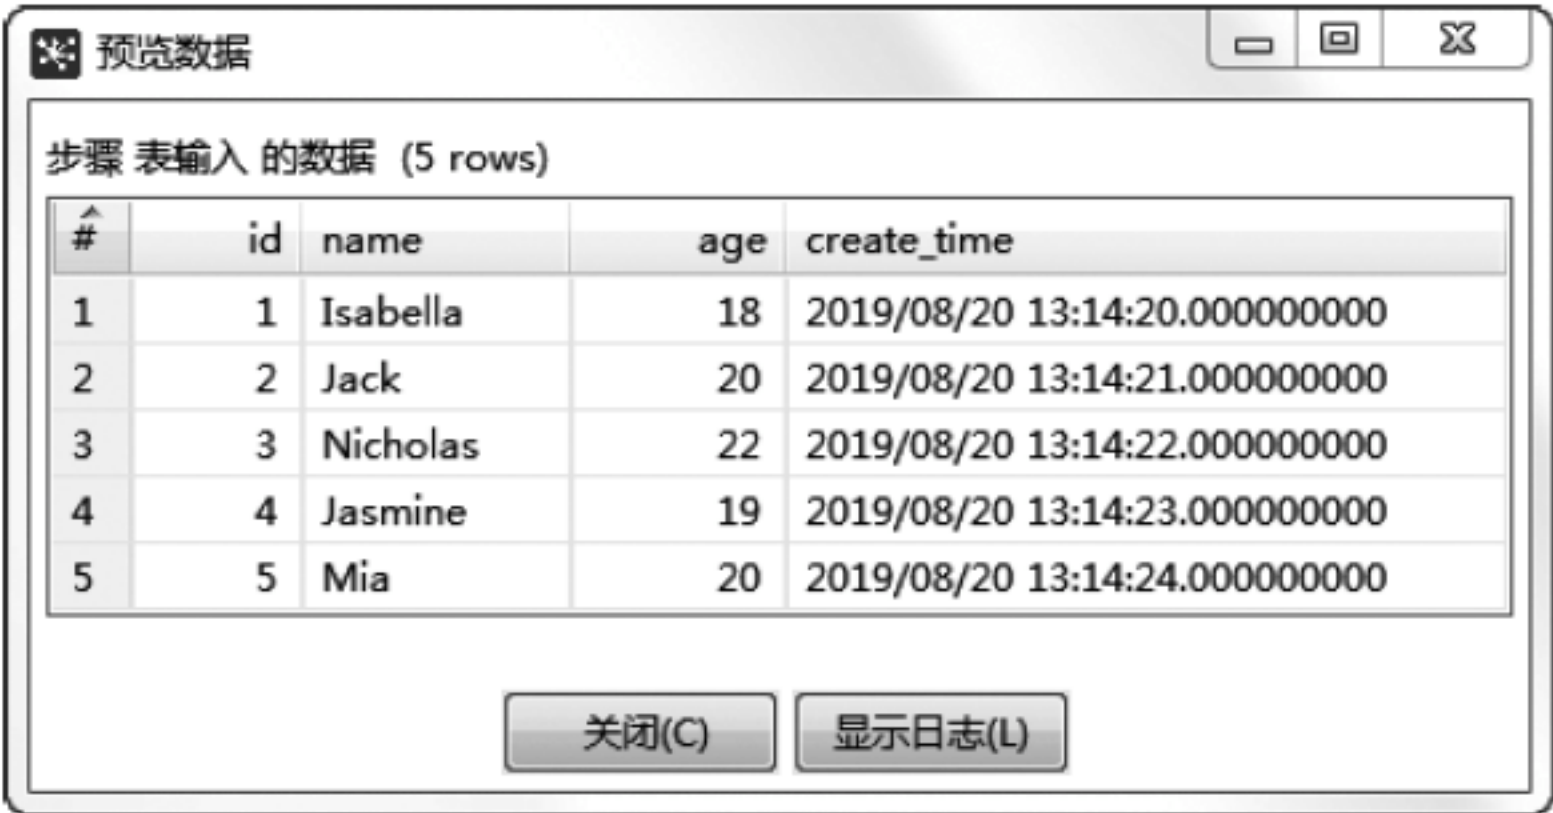 预览数据
步骤 表输入 的数据 (5 rows)
# id name age create_time
1 1 Isabella 18 2019/08/20 13:14:20.000000000
2 2 Jack 20 2019/08/20 13:14:21.000000000
3 3 Nicholas 22 2019/08/20 13:14:22.000000000
4 4 Jasmine 19 2019/08/20 13:14:23.000000000
5 5 Mia 20 2019/08/20 13:14:24.000000000
关闭(C) 显示日志(L)